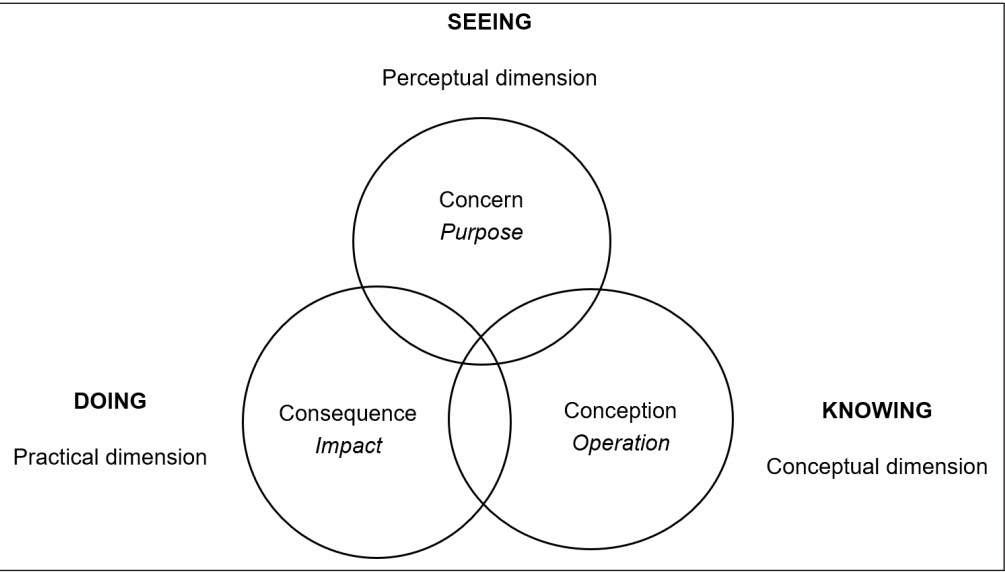 SEEING
Perceptual dimension
Concern
Purpose
DOING
Practical dimension
Consequence
Impact
Conception
Operation
KNOWING
Conceptual dimension